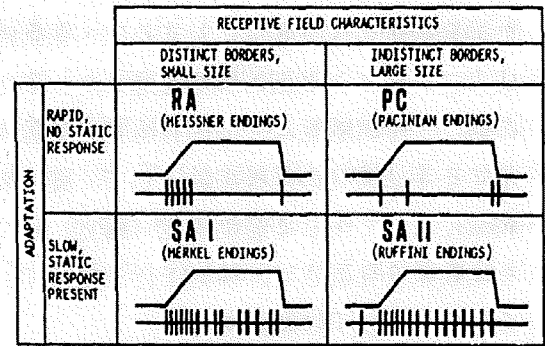 RECEPTIVE FIELD CHARACTERISTICS
DISTINCT BORDERS,
SMALL SIZE
INDISTINCT BORDERS,
LARGE SIZE
ADAPTATION
RAPID,
NO STATIC
RESPONSE
RA
(MEISSNER ENDINGS)
PC
(PACINIAN ENDINGS)
SLOW,
STATIC
RESPONSE
PRESENT
SA I
(MERKEL ENDINGS)
SA II
(RUFFINI ENDINGS)